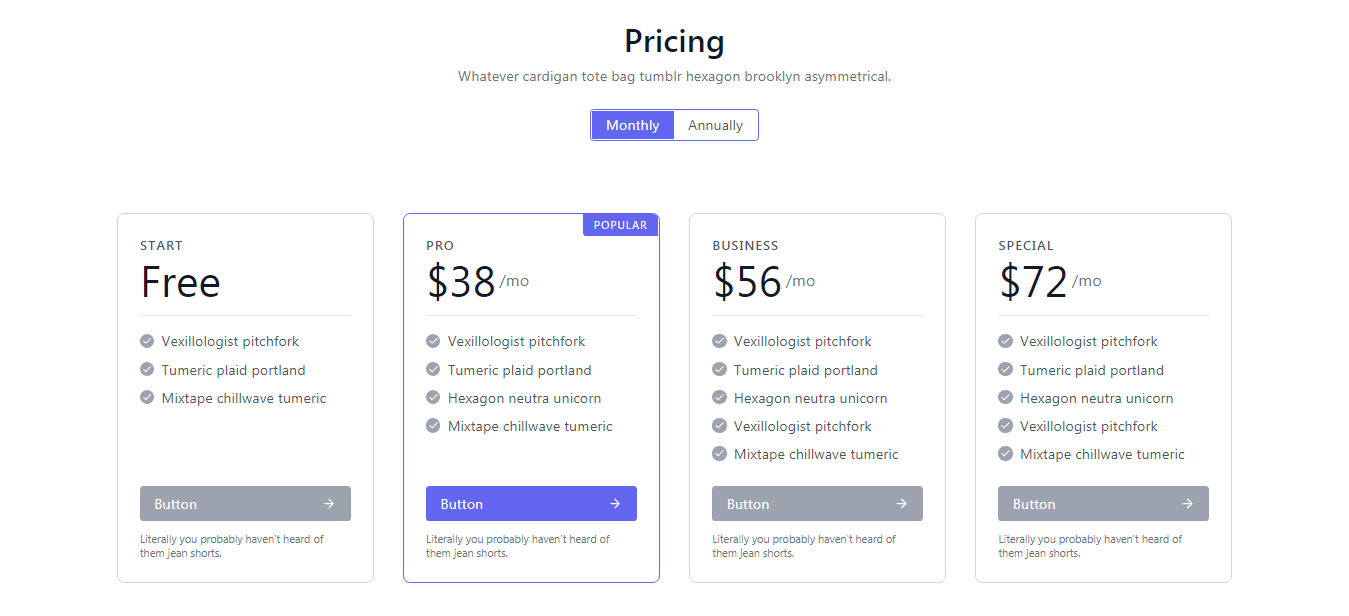 Pricing
Whatever cardigan tote bag tumblr hexagon brooklyn asymmetrical.
Monthly
Annually
START
Free
Vexillologist pitchfork
Tumeric plaid portland
Mixtape chillwave tumeric
Button
Literally you probably haven't heard of
them jean shorts.
POPULAR
PRO
$38 /mo
Vexillologist pitchfork
Tumeric plaid portland
Hexagon neutra unicorn
Mixtape chillwave tumeric
Button
Literally you probably haven't heard of
them jean shorts.
BUSINESS
$56 /mo
Vexillologist pitchfork
Tumeric plaid portland
Hexagon neutra unicorn
Vexillologist pitchfork
Mixtape chillwave tumeric
Button
Literally you probably haven't heard of
them jean shorts.
SPECIAL
$72 /mo
Vexillologist pitchfork
Tumeric plaid portland
Hexagon neutra unicorn
Vexillologist pitchfork
Mixtape chillwave tumeric
Button
Literally you probably haven't heard of
them jean shorts.